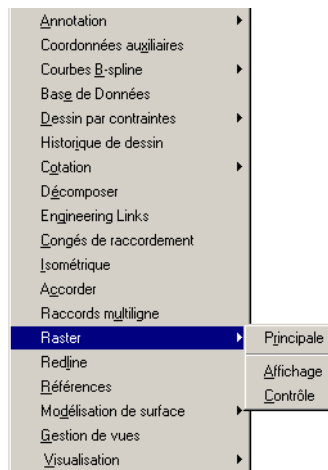 Annotation
Coordonnées auxiliaires
Courbes B-spline
Base de Données
Dessin par contraintes
Historique de dessin
Cotation
Décomposer
Engineering Links
Congés de raccordement
Isométrique
Accorder
Raccords multiligne
Raster
Principale
Redline
Affichage
Références
Contrôle
Modélisation de surface
Gestion de vues
Visualisation